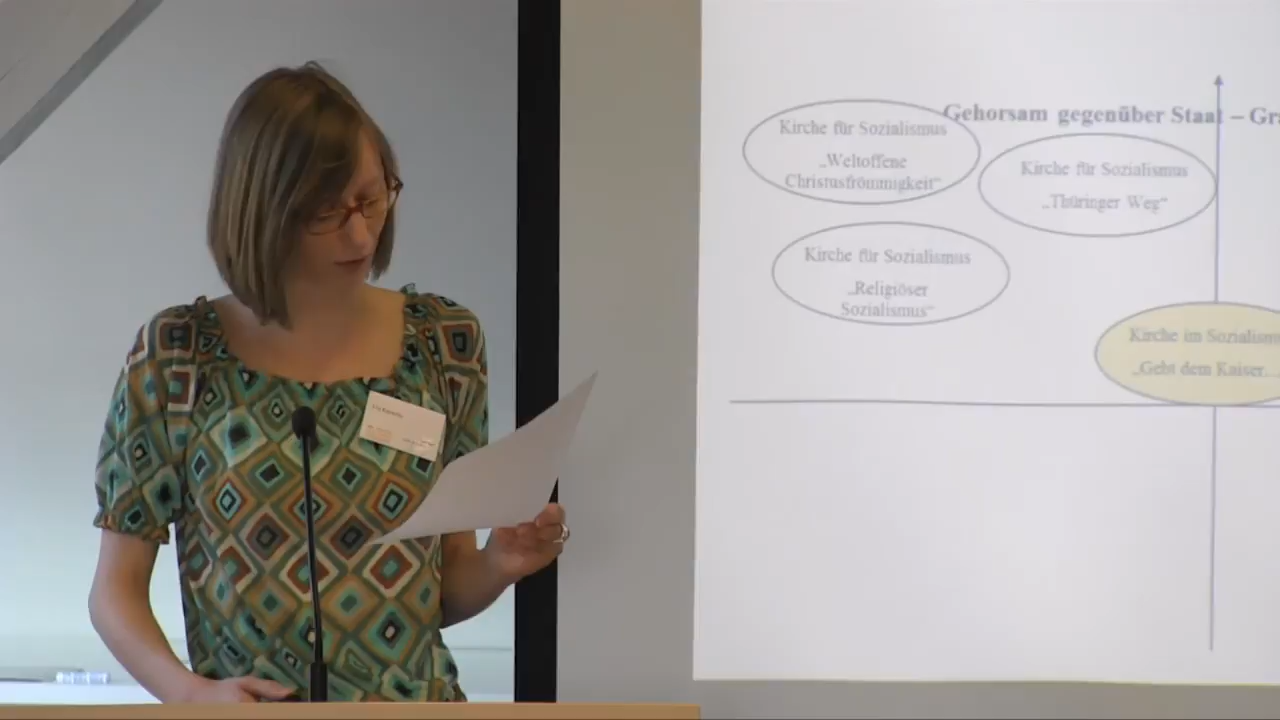 Gehorsam gegenüber Staat – Gra
Kirche für Sozialismus
„Weltoffene
Christusfrömmigkeit“
Kirche für Sozialismus
„Thüringer Weg“
Kirche für Sozialismus
„Religiöser
Sozialismus“
Kirche im Sozialism
„Gebt dem Kaiser...